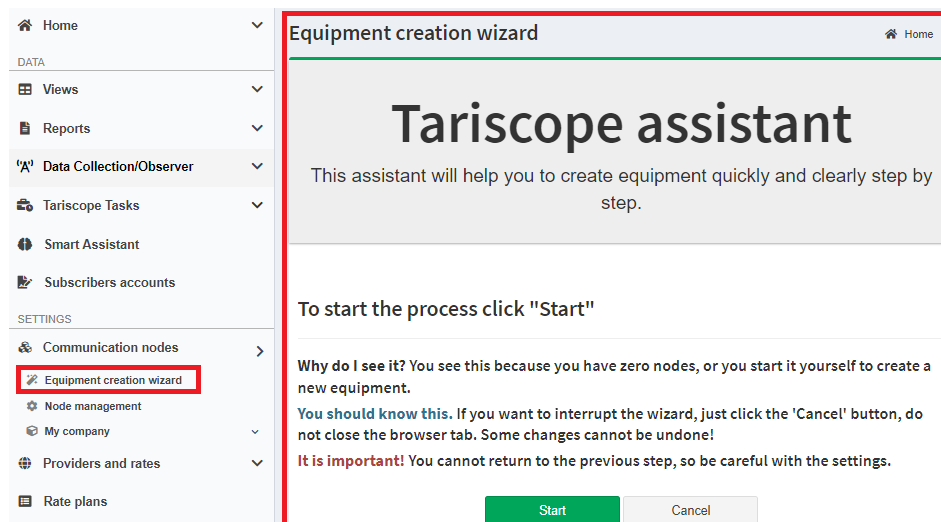 Home
DATA
Views
Reports
Data Collection/Observer
Tariscope Tasks
Smart Assistant
Subscribers accounts
SETTINGS
Communication nodes
Equipment creation wizard
Node management
My company
Providers and rates
Rate plans
Equipment creation wizard
Home
Tariscope assistant
This assistant will help you to create equipment quickly and clearly step by
step.
To start the process click "Start"
Why do I see it? You see this because you have zero nodes, or you start it yourself to create a
new equipment.
You should know this. If you want to interrupt the wizard, just click the 'Cancel' button, do
not close the browser tab. Some changes cannot be undone!
It is important! You cannot return to the previous step, so be careful with the settings.
Start
Cancel